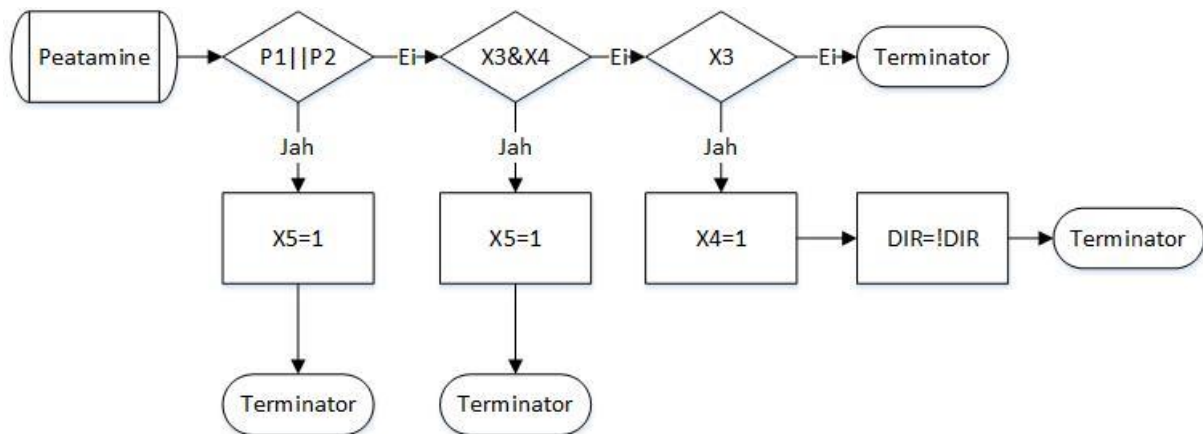 Peatamine
P1||P2
Ei
X3&X4
Ei
X3
Ei
Terminator
Jah
Jah
Jah
X5=1
X5=1
X4=1
DIR=!DIR
Terminator
Terminator
Terminator